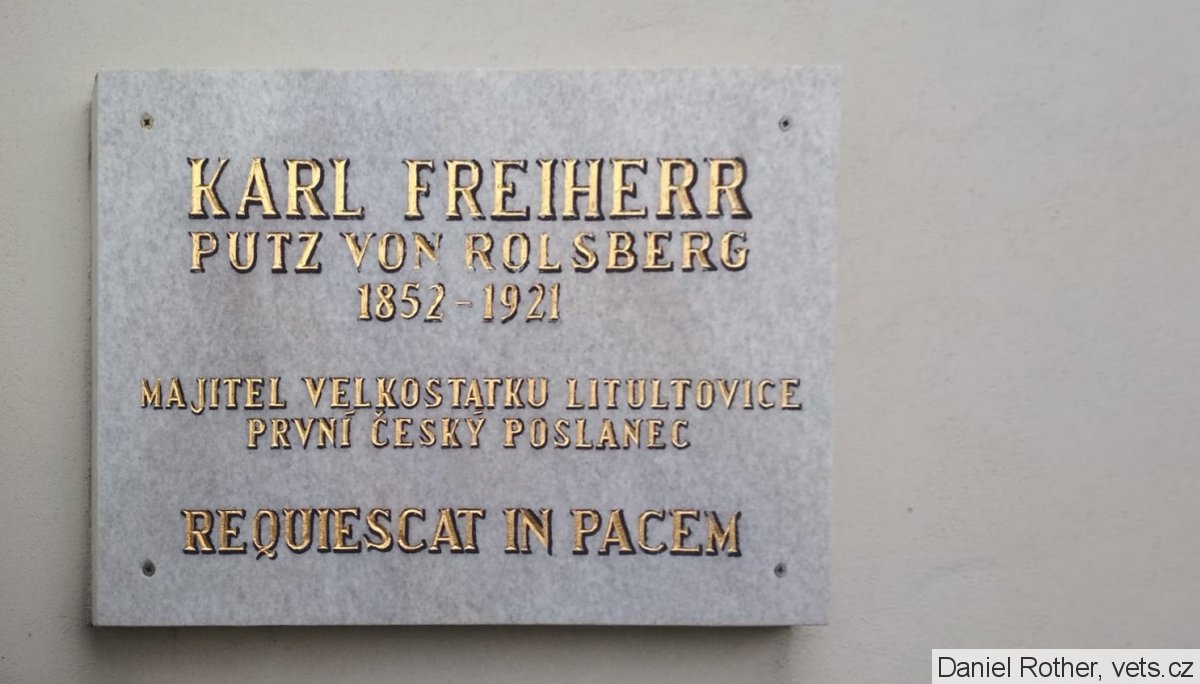 KARL FREIHERR
PUTZ VON ROLSBERG
1852-1921
MAJITEL VELKOSTATKU LITULTOVICE
PRVNÍ ČESKÝ POSLANEC
REQUIESCAT IN PACEM
Daniel Rother, vets.cz